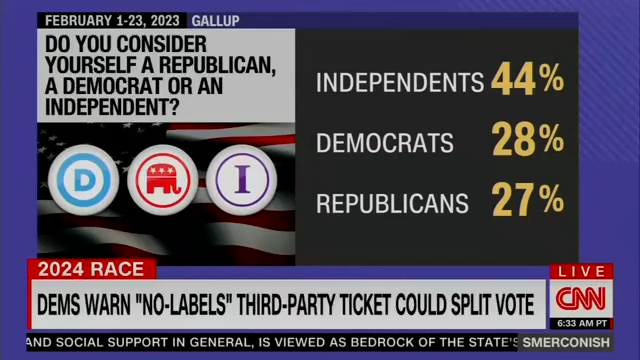 FEBRUARY 1-23, 2023 GALLUP
DO YOU CONSIDER
YOURSELF A REPUBLICAN,
A DEMOCRAT OR AN
INDEPENDENT?
D
I
INDEPENDENTS 44%
DEMOCRATS 28%
REPUBLICANS 27%
2024 RACE
DEMS WARN "NO-LABELS" THIRD-PARTY TICKET COULD SPLIT VOTE
LIVE
CNN
6:33 AM PT
AND SOCIAL SUPPORT IN GENERAL, IS VIEWED AS BEDROCK OF THE STATE'S
SMERCONISH